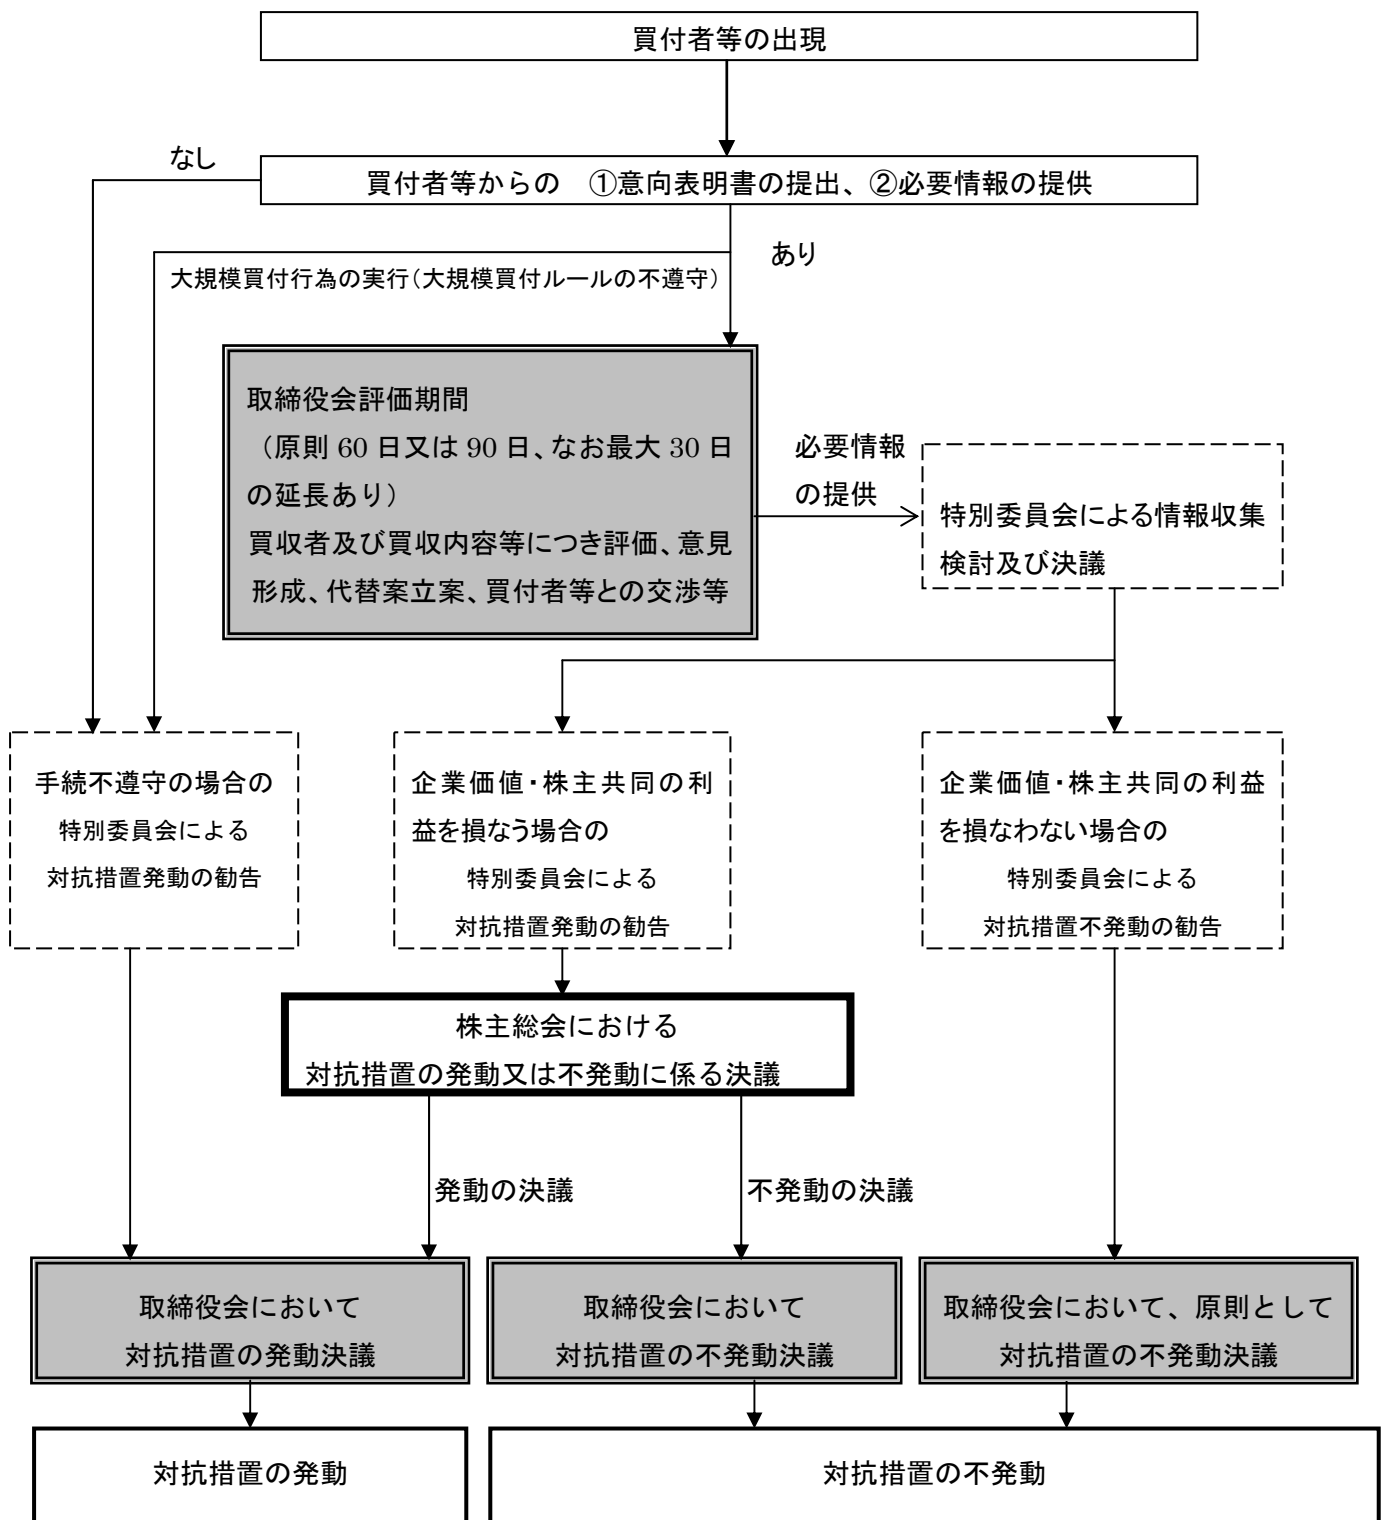 買付者等の出現
なし
買付者等からの ①意向表明書の提出、②必要情報の提供
あり
大規模買付行為の実行(大規模買付ルールの不遵守)
取締役会評価期間
(原則 60 日又は 90 日、なお最大 30 日
の延長あり)
買収者及び買収内容等につき評価、意見
形成、代替案立案、買付者等との交渉等
必要情報
の提供
特別委員会による情報収集
検討及び決議
手続不遵守の場合の
特別委員会による
対抗措置発動の勧告
企業価値・株主共同の利
益を損なう場合の
特別委員会による
対抗措置発動の勧告
企業価値・株主共同の利益
を損なわない場合の
特別委員会による
対抗措置不発動の勧告
株主総会における
対抗措置の発動又は不発動に係る決議
発動の決議
不発動の決議
取締役会において
対抗措置の発動決議
取締役会において
対抗措置の不発動決議
取締役会において、原則として
対抗措置の不発動決議
対抗措置の発動
対抗措置の不発動